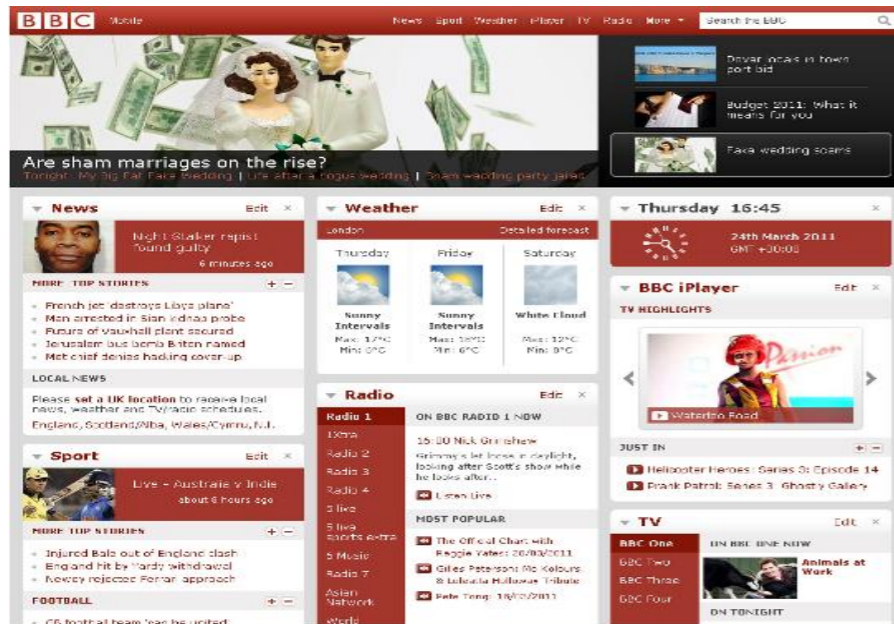 BBC Mobile News Sport Weather iPlayer TV Radio More Search the BBC
Are sham marriages on the rise?
Tonight: My Big Fat Fake Wedding | Life after a bogus wedding | Sham wedding party jailed
Dover locals in town
port bid
Budget 2011: What it
means for you
Fake wedding scams
News Edit
Night Stalker rapist
found guilty
6 minutes ago
MORE TOP STORIES
French jet 'destroys Libya plane'
Man arrested in Sian kidnap probe
Future of Vauxhall plant secured
Jerusalem bus bomb Briton named
Met chief denies hacking cover-up
LOCAL NEWS
Please set a UK location to receive local
news, weather and TV/radio schedules.
England, Scotland/Alba, Wales/Cymru, N.I.
Sport Edit
Live - Australia v India
about 8 hours ago
MORE TOP STORIES
Injured Bale out of England clash
England hit by Yardy withdrawal
Newey rejected Ferrari approach
FOOTBALL
GB football team 'can be united'
Weather Edit
London Detailed forecast
Thursday Friday Saturday
Sunny Sunny White Cloud
Intervals Intervals
Max: 17°C Max: 12°C
Min: 6°C Min: 6°C
Radio Edit
Radio 1
1Xtra
Radio 2
Radio 3
Radio 4
5 live
5 live
sports extra
6 Music
Radio 7
Asian
Network
World
ON BBC RADIO 1 NOW
16:00 Nick Grimshaw
Grimmy's let loose in daylight,
looking after Scott's show while
he looks after..
Listen Live
MOST POPULAR
The Official Chart with
Reggie Yates: 20/03/2011
Gilles Peterson: Mc Kolours
& Loleatta Holloway Tribute
Pete Tong: 18/03/2011
Thursday 16:45
24th March 2011
GMT +00:00
BBC iPlayer Edit
TV HIGHLIGHTS
Passion
Waterloo Road
JUST IN
Helicopter Heroes: Series 3: Episode 14
Prank Patrol: Series 3: Ghostly Gallery
TV Edit
BBC One
BBC Two
BBC Three
BBC Four
ON BBC ONE NOW
Animals at
Work
ON TONIGHT